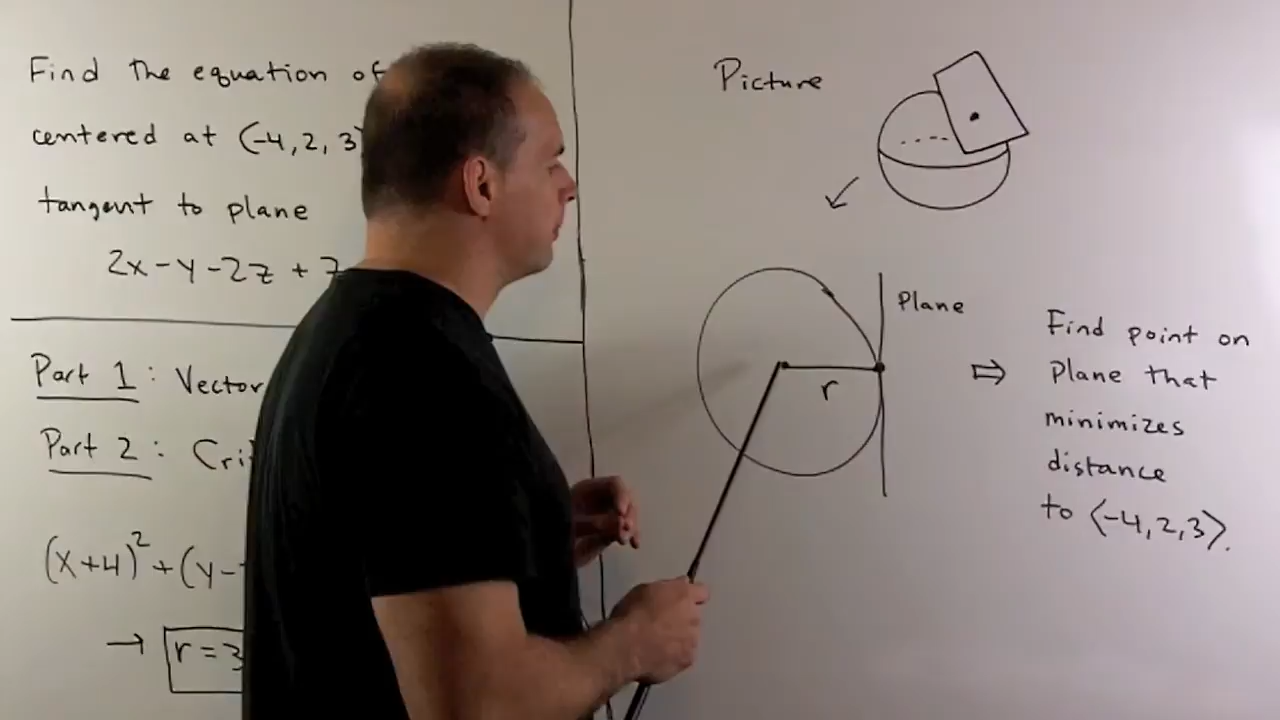 Find the equation of
centered at (-4, 2, 3)
tangent to plane
2x - y - 2z + 7
Part 1: Vector
Part 2: Cri
(x+4)² + (y-
→ r = 3
Picture
Plane
r
⇒ Find point on
Plane that
minimizes
distance
to ⟨-4, 2, 3⟩.